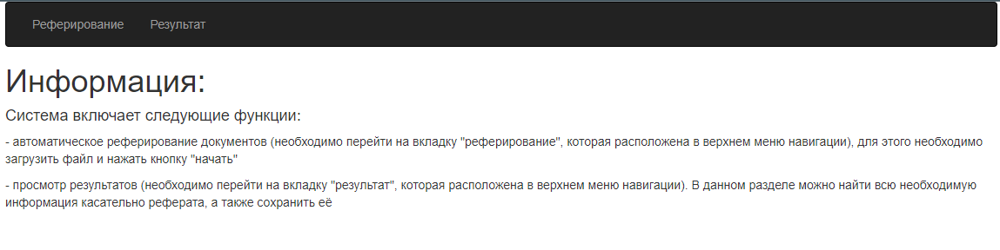 Реферирование Результат
Информация:
Система включает следующие функции:
- автоматическое реферирование документов (необходимо перейти на вкладку "реферирование", которая расположена в верхнем меню навигации), для этого необходимо
загрузить файл и нажать кнопку "начать"
- просмотр результатов (необходимо перейти на вкладку "результат", которая расположена в верхнем меню навигации). В данном разделе можно найти всю необходимую
информация касательно реферата, а также сохранить её